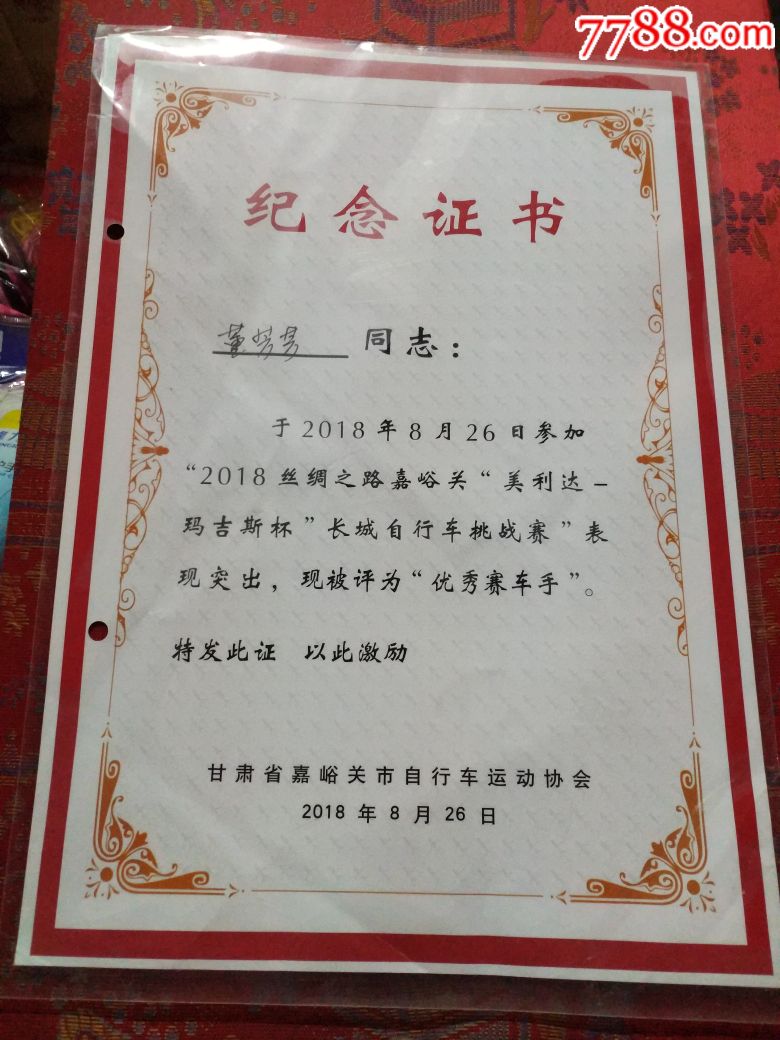 7788.com
纪念证书
董 同志：
于2018年8月26日参加
“2018丝绸之路嘉峪关“美利达-
玛吉斯杯”长城自行车挑战赛”表
现突出，现被评为“优秀赛车手”。
特发此证 以此激励
甘肃省嘉峪关市自行车运动协会
2018年8月26日